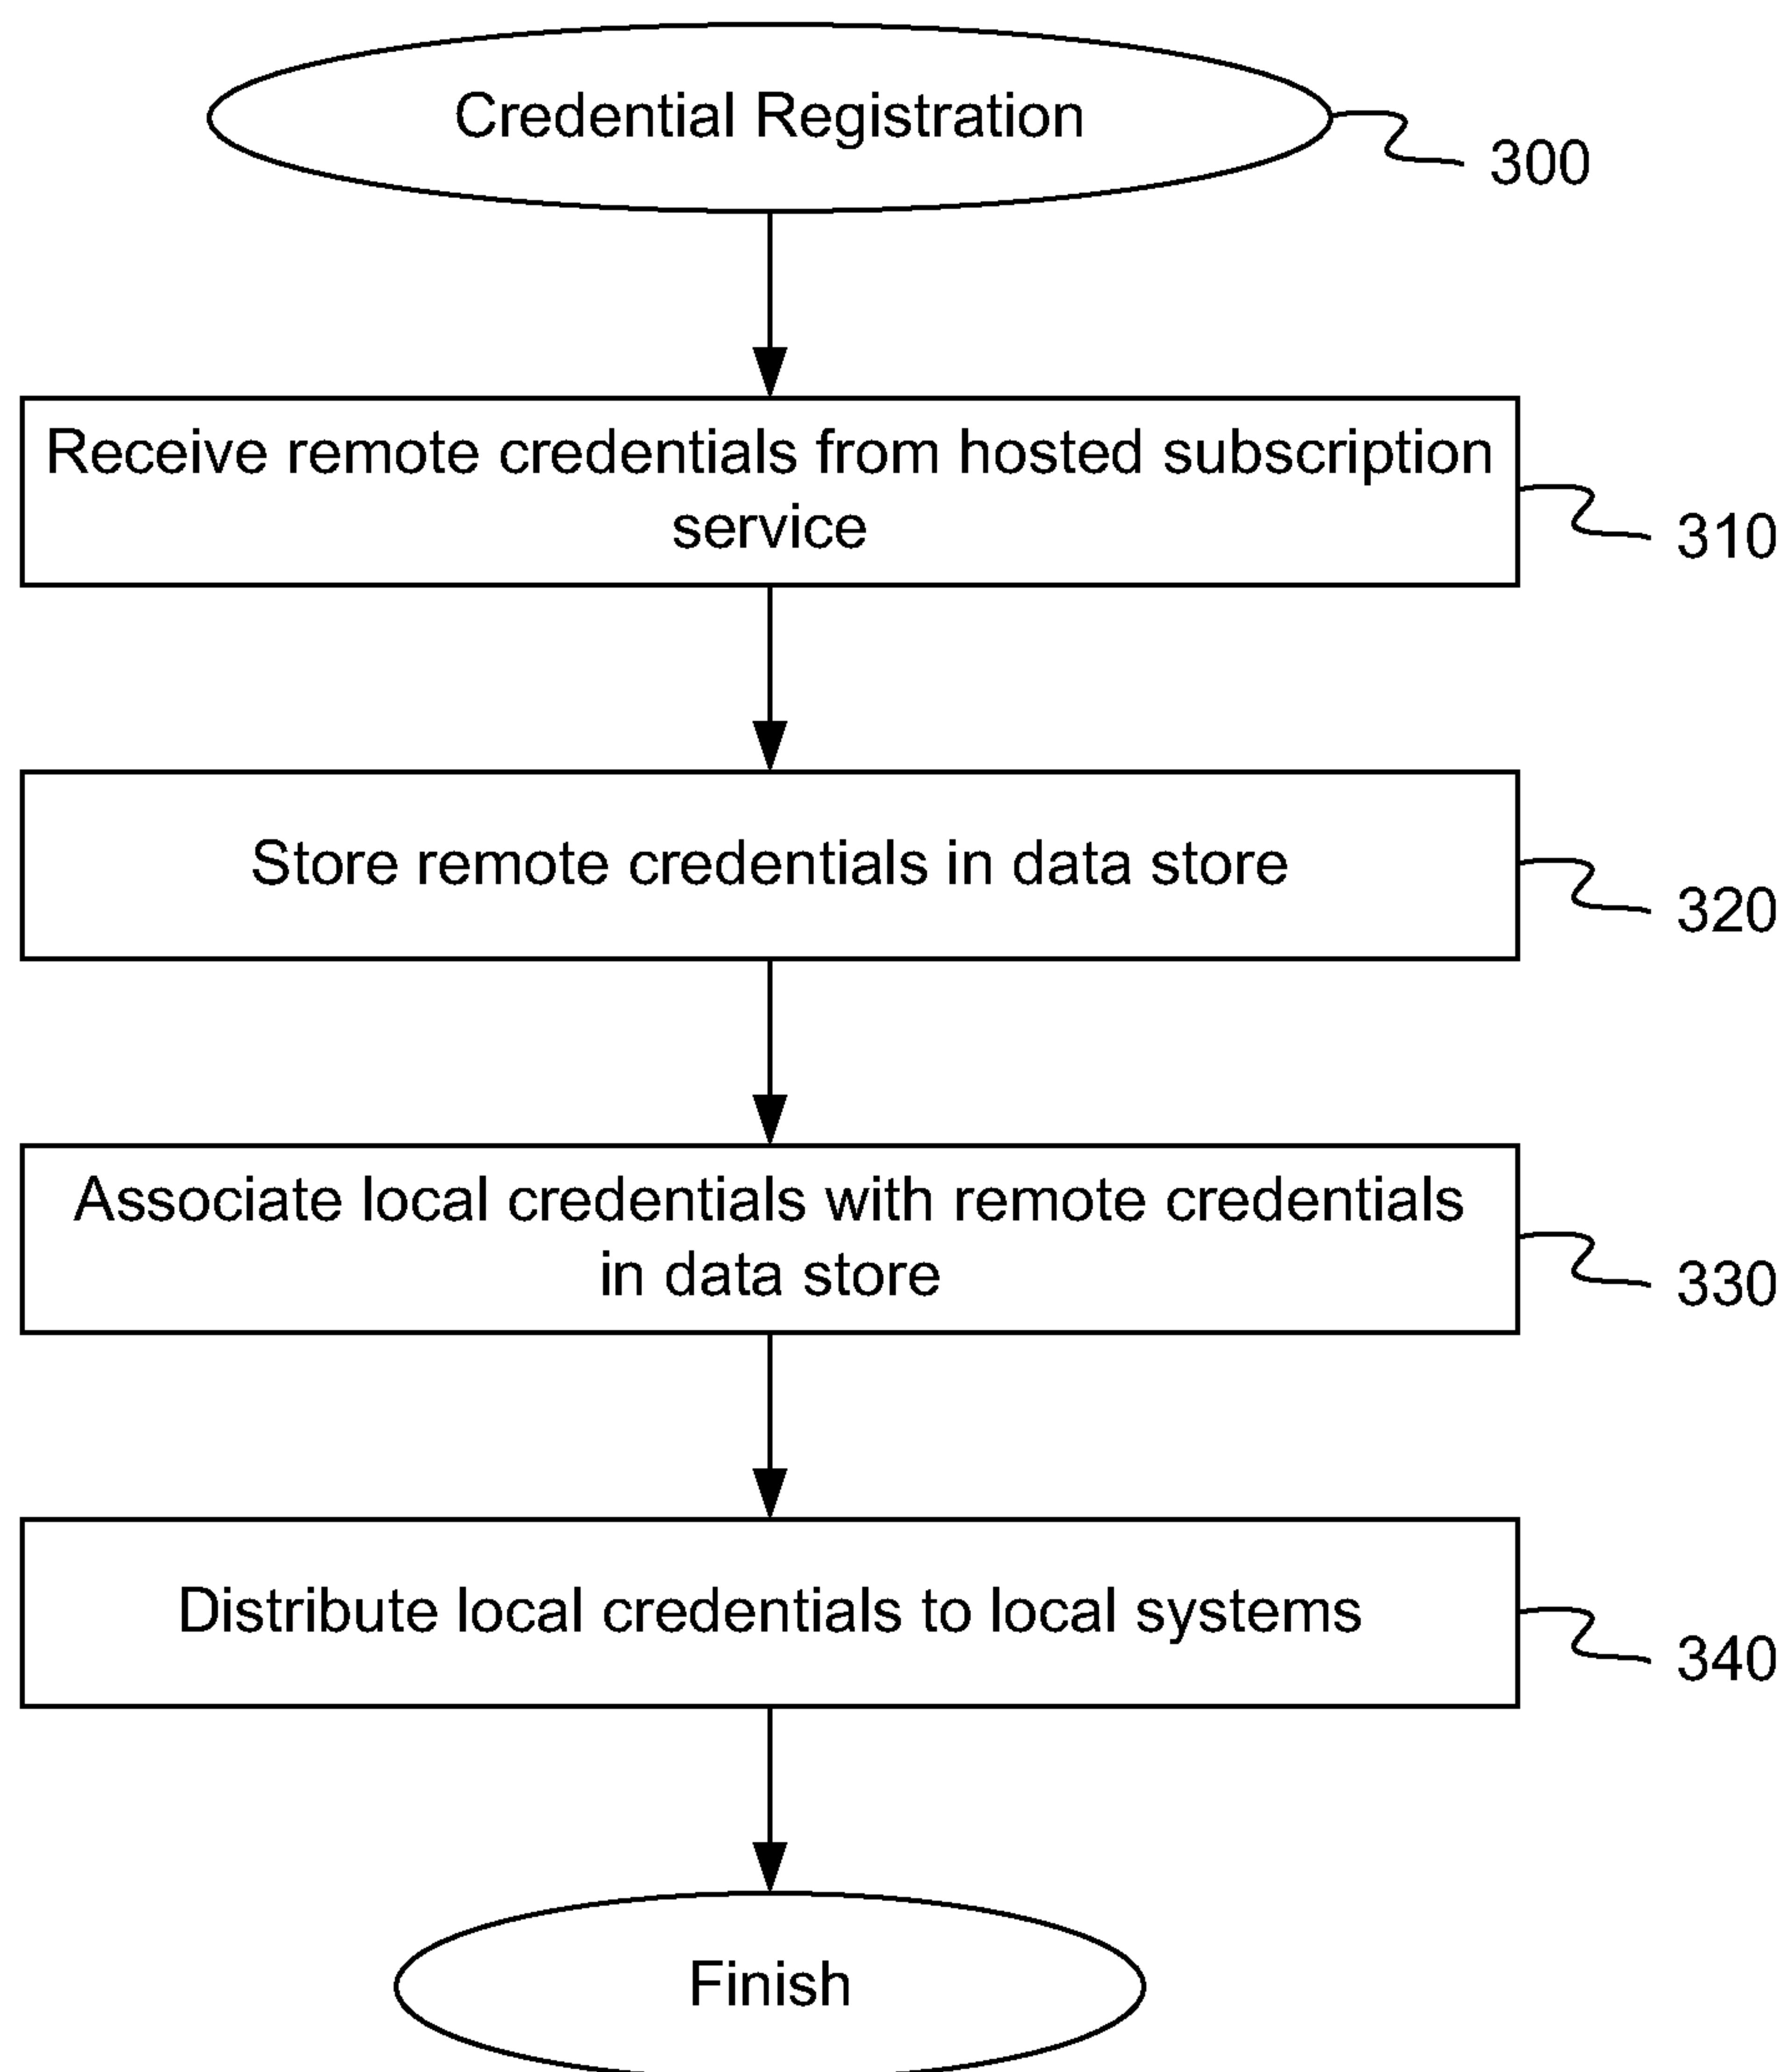 Credential Registration
300
Receive remote credentials from hosted subscription
service
310
Store remote credentials in data store
320
Associate local credentials with remote credentials
in data store
330
Distribute local credentials to local systems
340
Finish